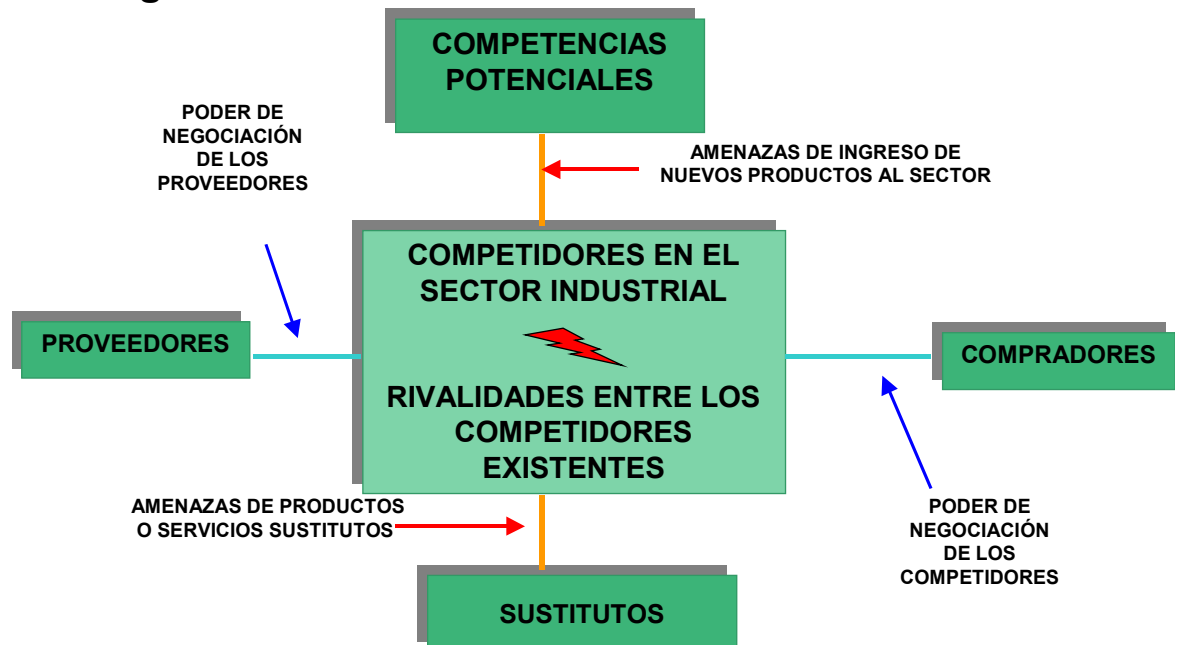 COMPETENCIAS
POTENCIALES
PODER DE
NEGOCIACIÓN
DE LOS
PROVEEDORES
AMENAZAS DE INGRESO DE
NUEVOS PRODUCTOS AL SECTOR
COMPETIDORES EN EL
SECTOR INDUSTRIAL
PROVEEDORES
COMPRADORES
RIVALIDADES ENTRE LOS
COMPETIDORES
EXISTENTES
AMENAZAS DE PRODUCTOS
O SERVICIOS SUSTITUTOS
PODER DE
NEGOCIACIÓN
DE LOS
COMPETIDORES
SUSTITUTOS